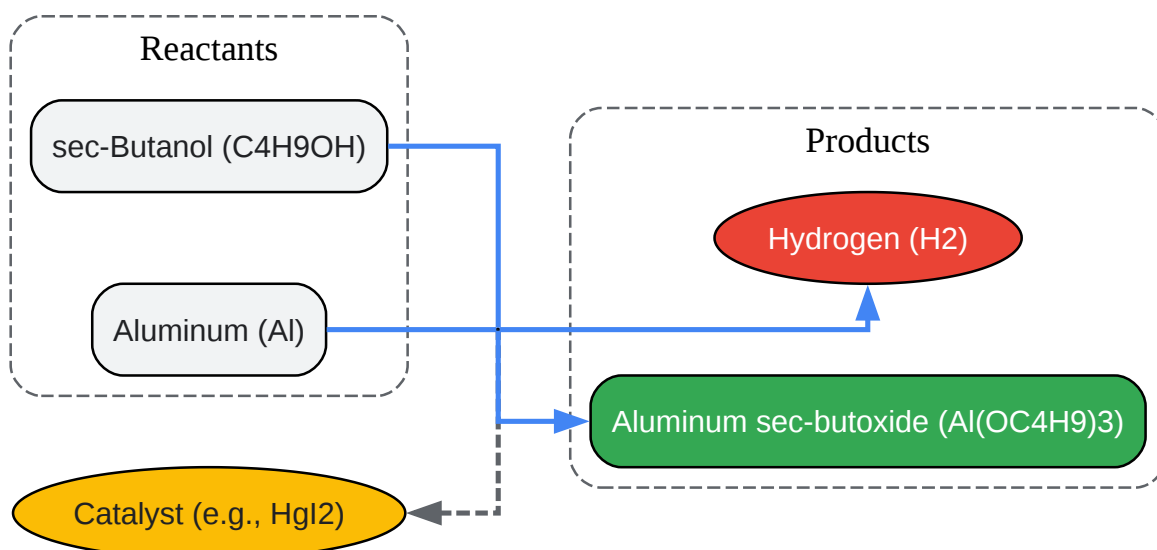 Reactants
sec-Butanol (C4H9OH)
Aluminum (Al)
Catalyst (e.g., HgI2)
Products
Hydrogen (H2)
Aluminum sec-butoxide (Al(OC4H9)3)